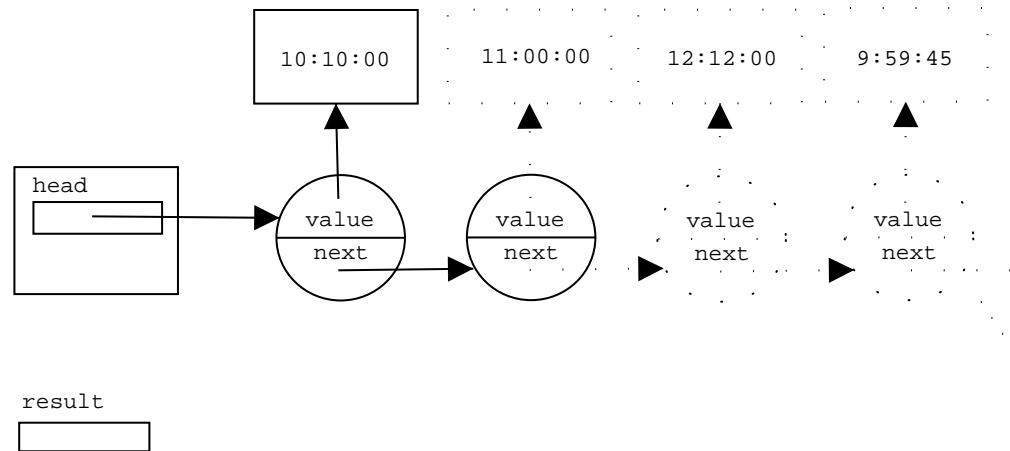 10:10:00
11:00:00
12:12:00
9:59:45
head
value
value
value
value
next
next
next
next
result